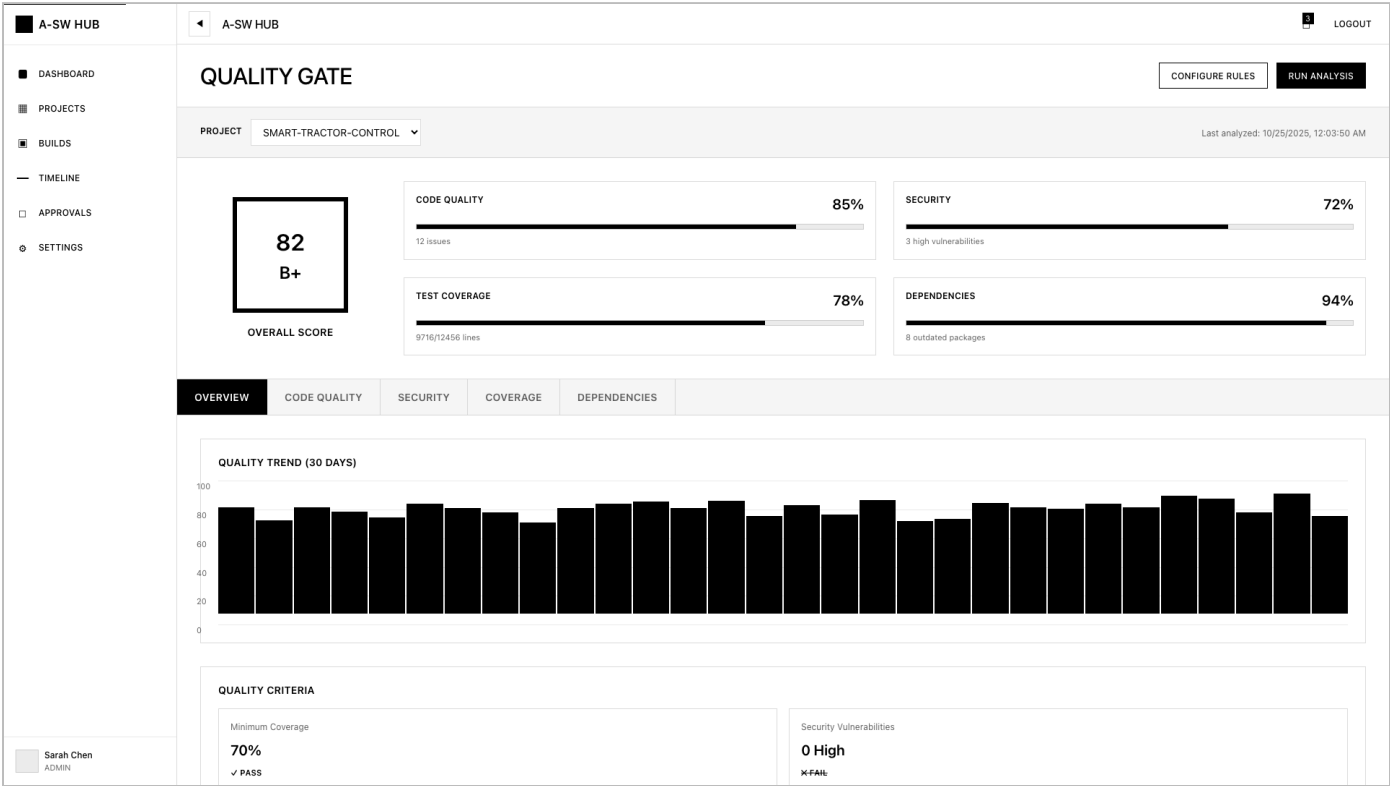 A-SW HUB
DASHBOARD
PROJECTS
BUILDS
TIMELINE
APPROVALS
SETTINGS
Sarah Chen
ADMIN
A-SW HUB
3
LOGOUT
QUALITY GATE
CONFIGURE RULES
RUN ANALYSIS
PROJECT
SMART-TRACTOR-CONTROL
Last analyzed: 10/25/2025, 12:03:50 AM
82
B+
OVERALL SCORE
CODE QUALITY
85%
12 issues
SECURITY
72%
3 high vulnerabilities
TEST COVERAGE
78%
9716/12456 lines
DEPENDENCIES
94%
8 outdated packages
OVERVIEW
CODE QUALITY
SECURITY
COVERAGE
DEPENDENCIES
QUALITY TREND (30 DAYS)
100
80
60
40
20
0
QUALITY CRITERIA
Minimum Coverage
70%
✓ PASS
Security Vulnerabilities
0 High
✕ FAIL